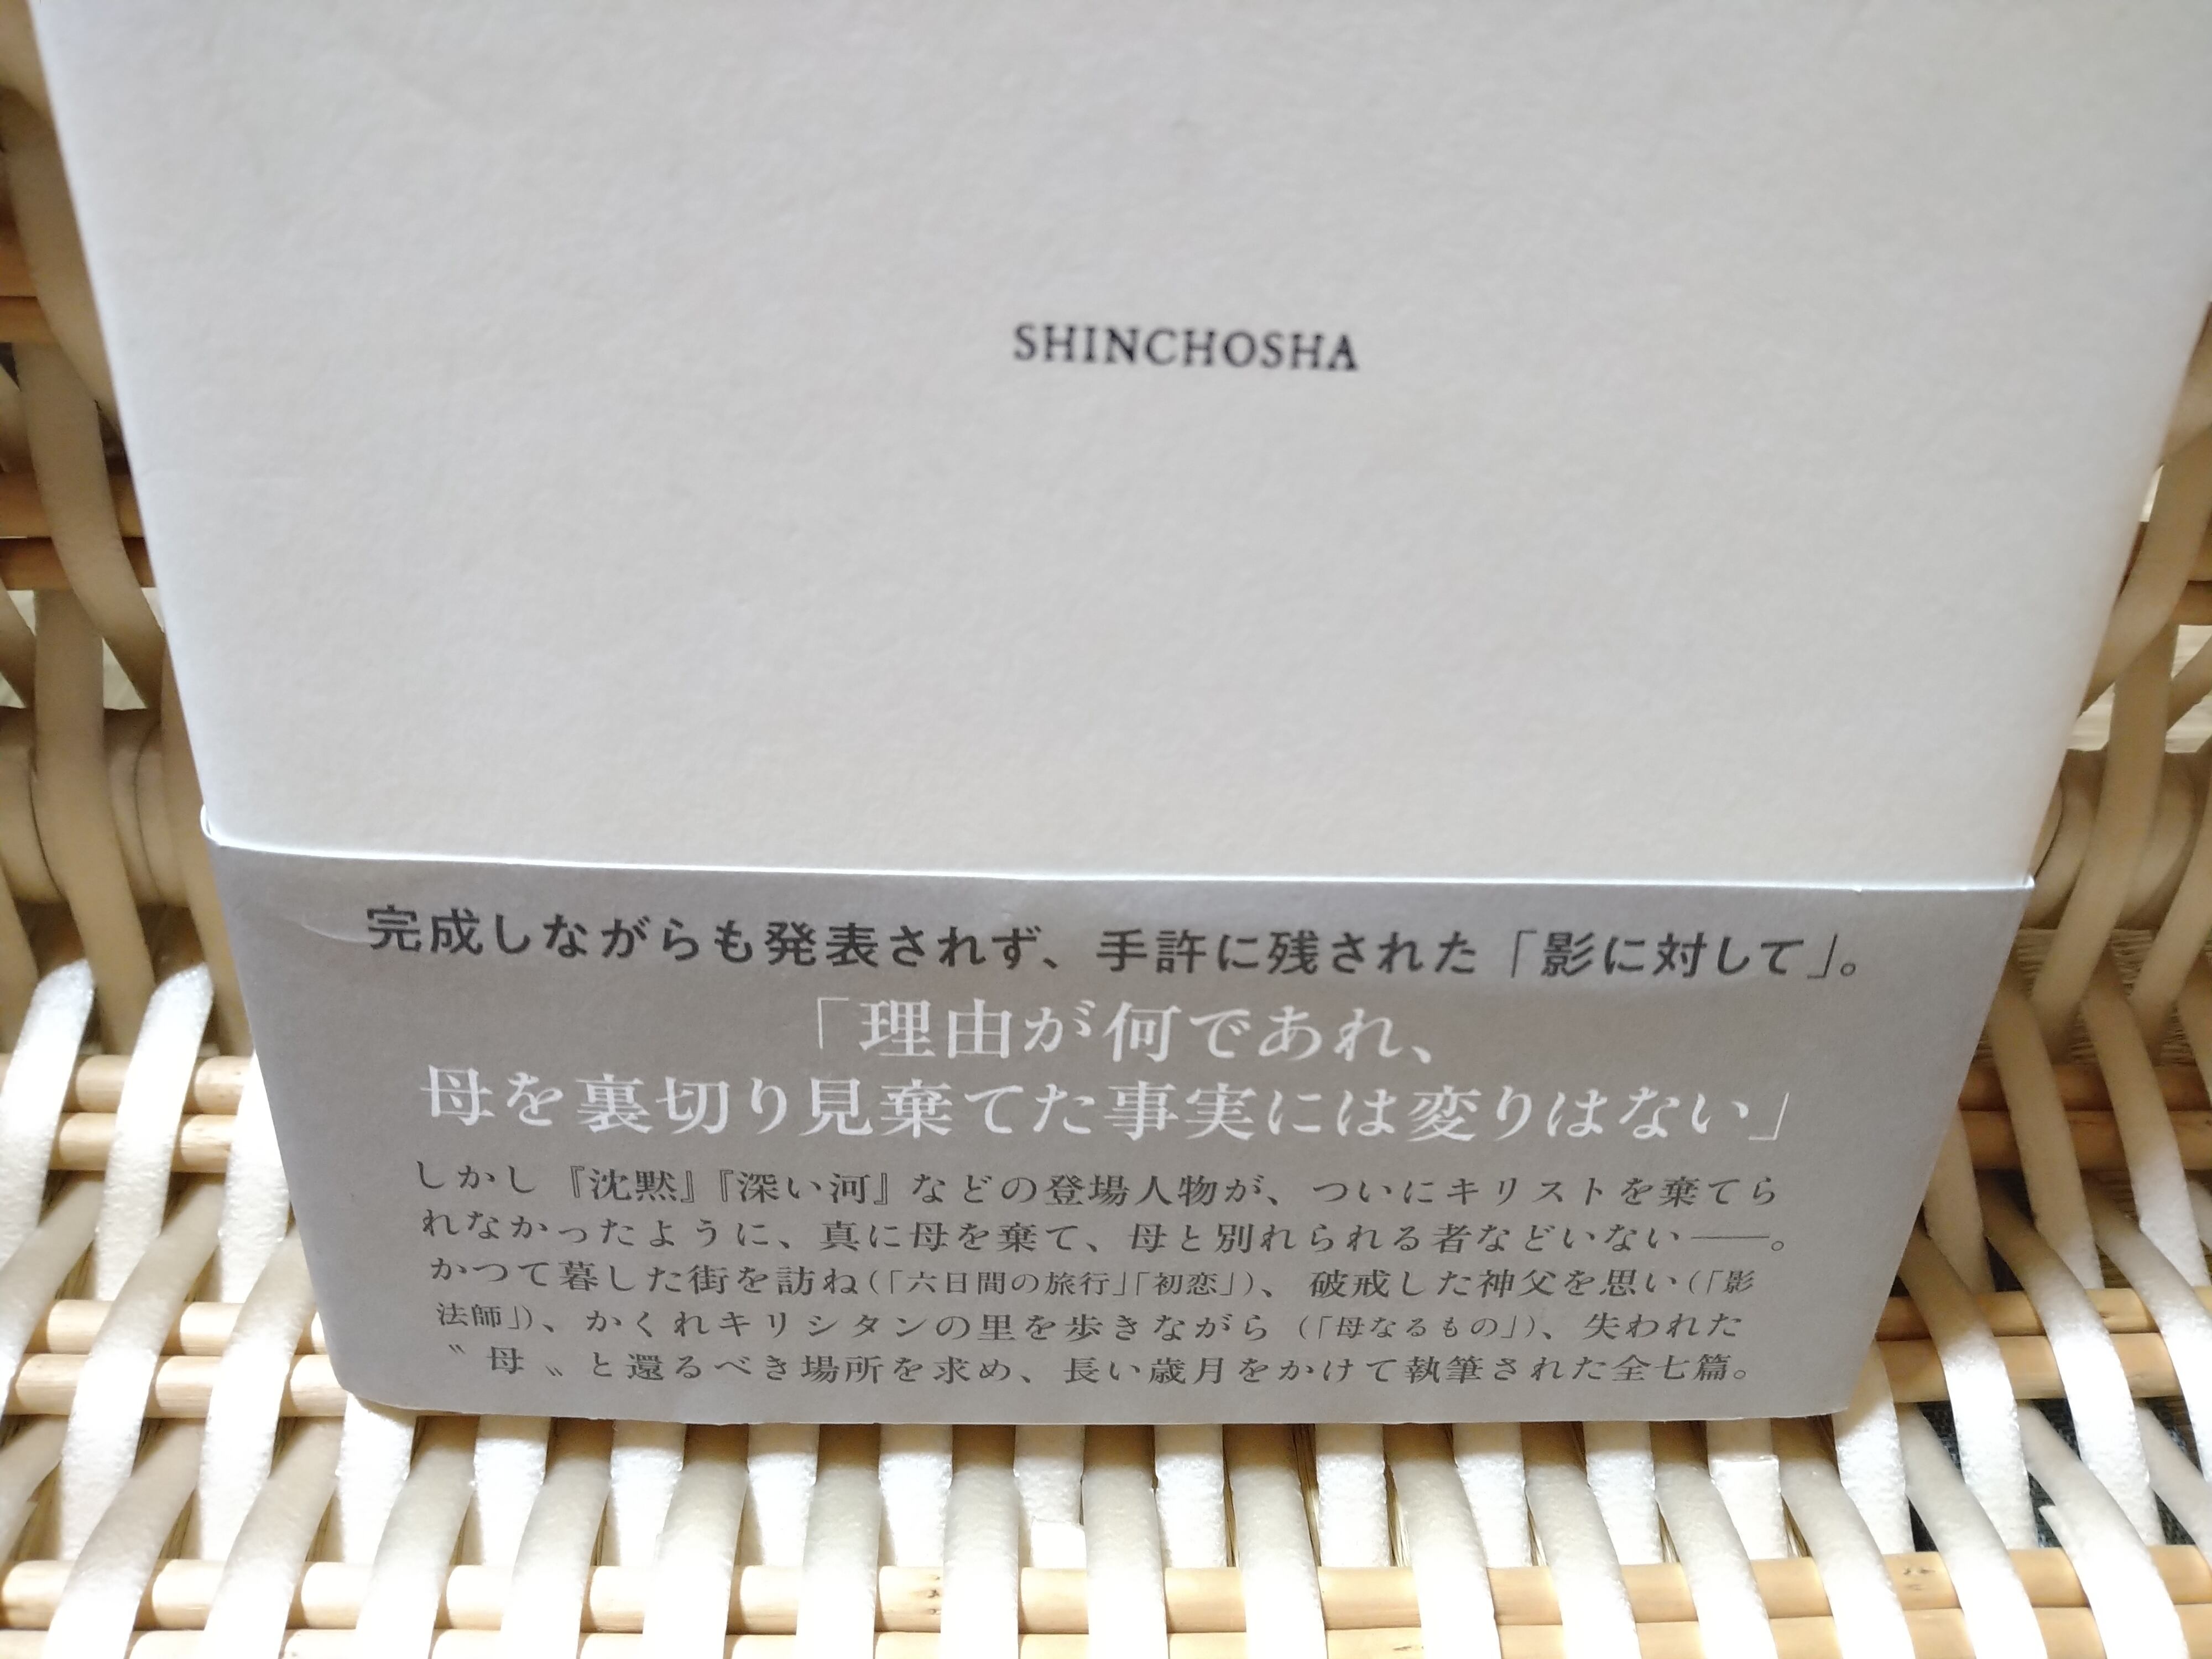 SHINCHOSHA
完成しながらも発表されず、手許に残された「影に対して」。
「理由が何であれ、
母を裏切り見棄てた事実には変りはない」
しかし『沈黙』『深い河』などの登場人物が、ついにキリストを棄てら
れなかったように、真に母を棄て、母と別れられる者などいない――。
かつて暮した街を訪ね(「六日間の旅行」「初恋」)、破戒した神父を思い(「影
法師」)、かくれキリシタンの里を歩きながら(「母なるもの」)、失われた
〝母〟と還るべき場所を求め、長い歳月をかけて執筆された全七篇。